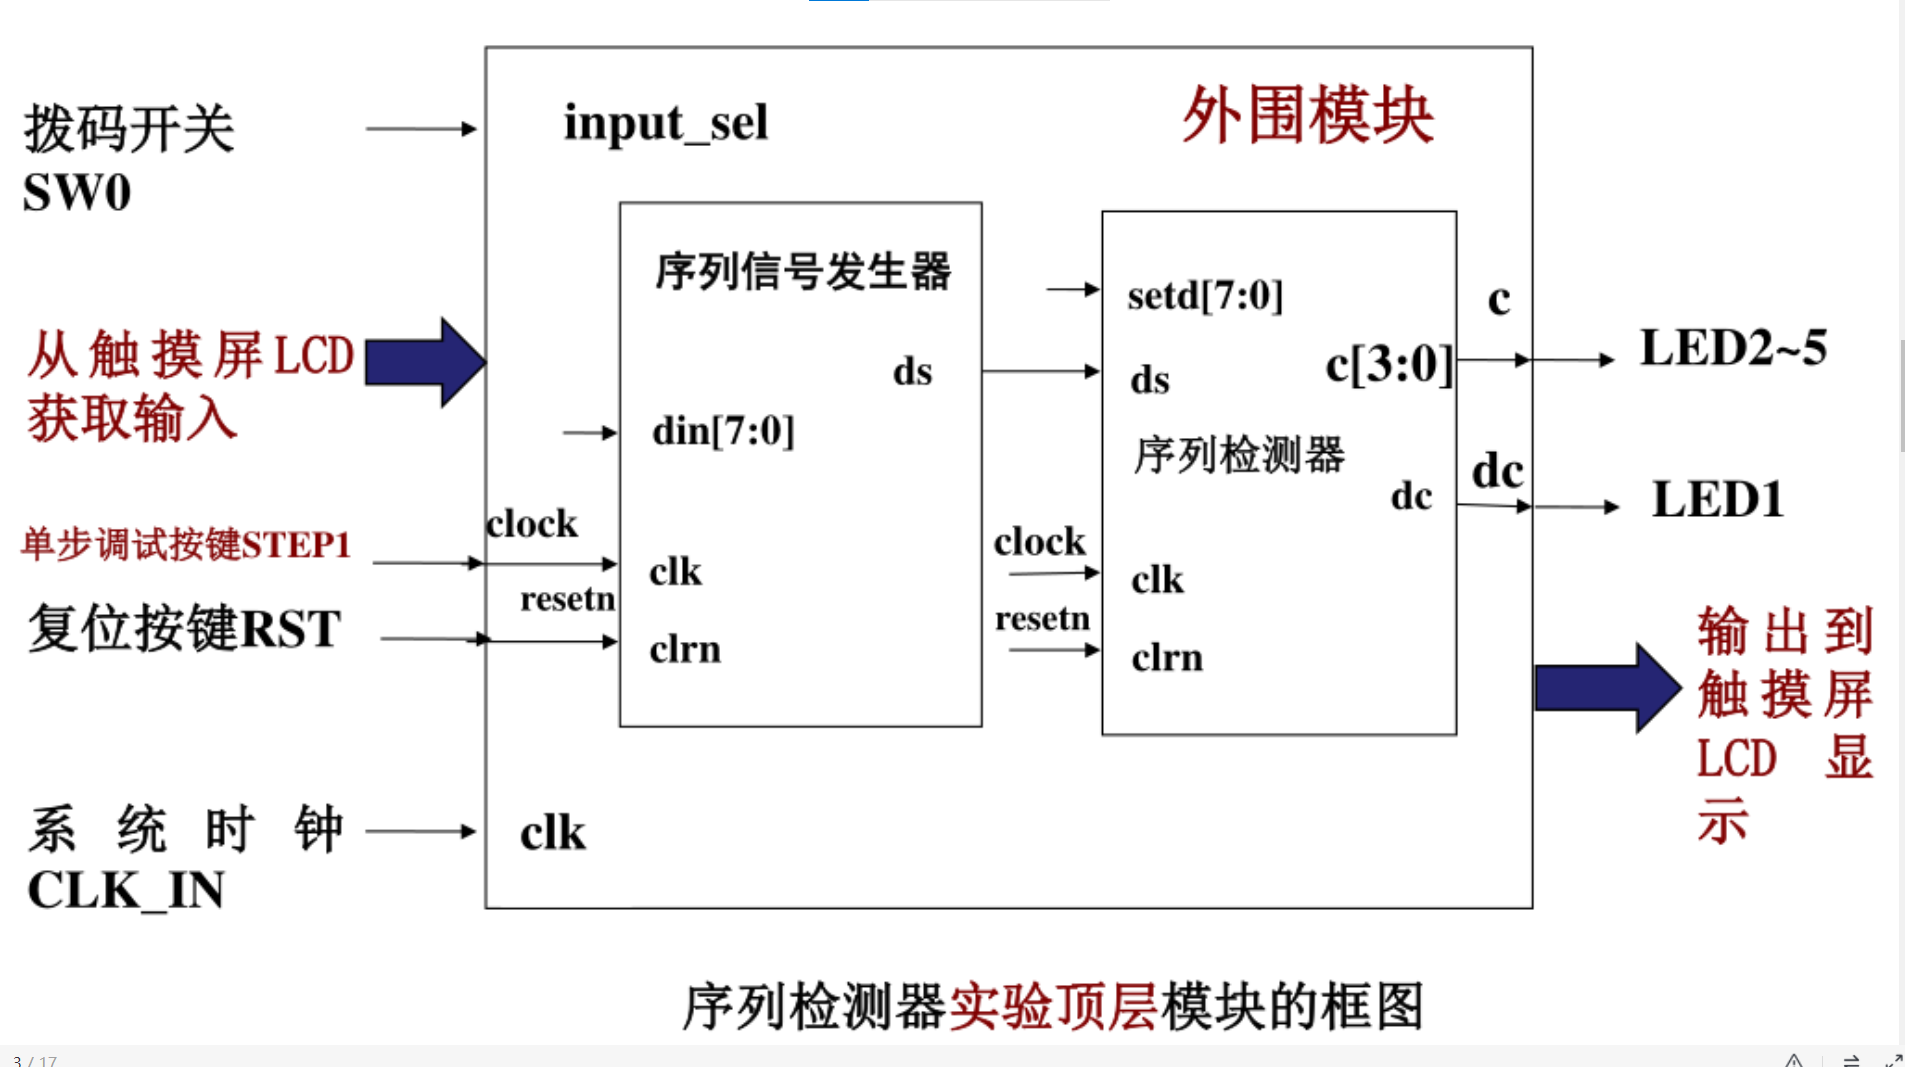 拨码开关
SW0
input_sel
外围模块
序列信号发生器
setd[7:0]
c
从触摸屏LCD
获取输入
ds
ds
c[3:0]
LED2~5
din[7:0]
序列检测器
dc
dc
LED1
单步调试按键STEP1
clock
clk
clock
clk
复位按键RST
resetn
clrn
resetn
clrn
输出到
触摸屏
LCD 显
示
系统时钟
CLK_IN
clk
序列检测器实验顶层模块的框图
3 / 17